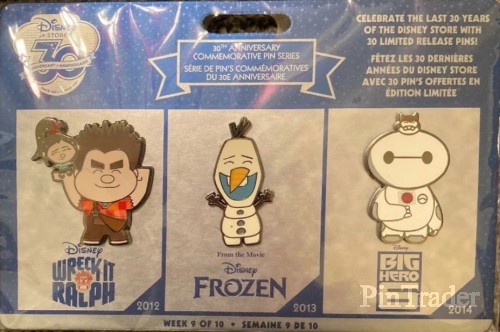 Disney
STORE
30
ANNIVERSARY
30TH ANNIVERSARY
COMMEMORATIVE PIN SERIES
SÉRIE DE PIN'S COMMÉMORATIVES
DU 30E ANNIVERSAIRE
CELEBRATE THE LAST 30 YEARS
OF THE DISNEY STORE WITH
30 LIMITED RELEASE PINS!
FÊTEZ LES 30 DERNIÈRES
ANNÉES DU DISNEY STORE
AVEC 30 PIN'S OFFERTES EN
ÉDITION LIMITÉE
Disney
WRECK-IT
RALPH
2012
From the Movie
Disney
FROZEN
2013
Disney
BIG
HERO
6
2014
PinTrader
WEEK 9 OF 10 • SEMAINE 9 DE 10